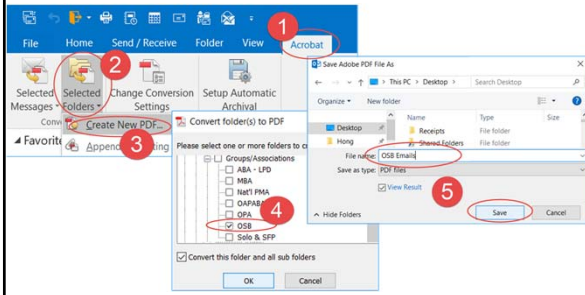 1
File Home Send / Receive Folder View Acrobat
2
Selected Selected Change Conversion Setup Automatic
Messages Folders Settings Archival
Conv
Create New PDF...
3
Favorit
Appen ting
Convert folder(s) to PDF
Please select one or more folders to c
Groups/Associations
ABA - LPD
MBA
Nat'l PMA
OAPABA
OPA
4
OSB
Solo & SFP
Convert this folder and all sub folders
OK Cancel
Save Adobe PDF File As
This PC > Desktop > Search Desktop
Organize New folder
Name Type Size
Desktop Receipts File folder
Hong Shared Folders File folder
File name: OSB Emails
Save as type: PDF files
View Result
5
Hide Folders Save Cancel